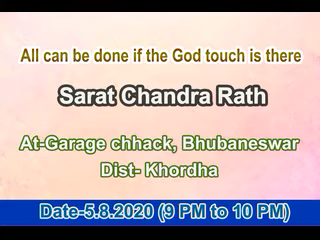 All can be done if the God touch is there
Sarat Chandra Rath
At-Garage chhack, Bhubaneswar
Dist- Khordha
Date-5.8.2020 (9 PM to 10 PM)